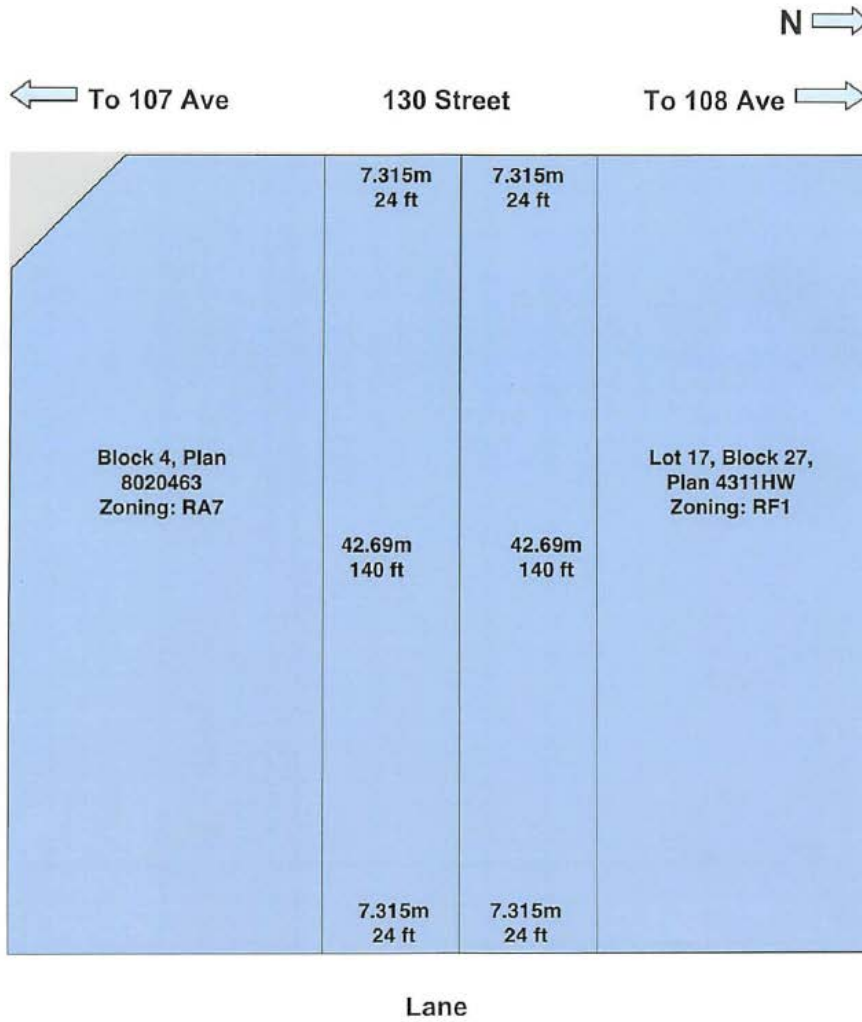 N
To 107 Ave
130 Street
To 108 Ave
7.315m
24 ft
7.315m
24 ft
Block 4, Plan
8020463
Zoning: RA7
Lot 17, Block 27,
Plan 4311HW
Zoning: RF1
42.69m
140 ft
42.69m
140 ft
7.315m
24 ft
7.315m
24 ft
Lane